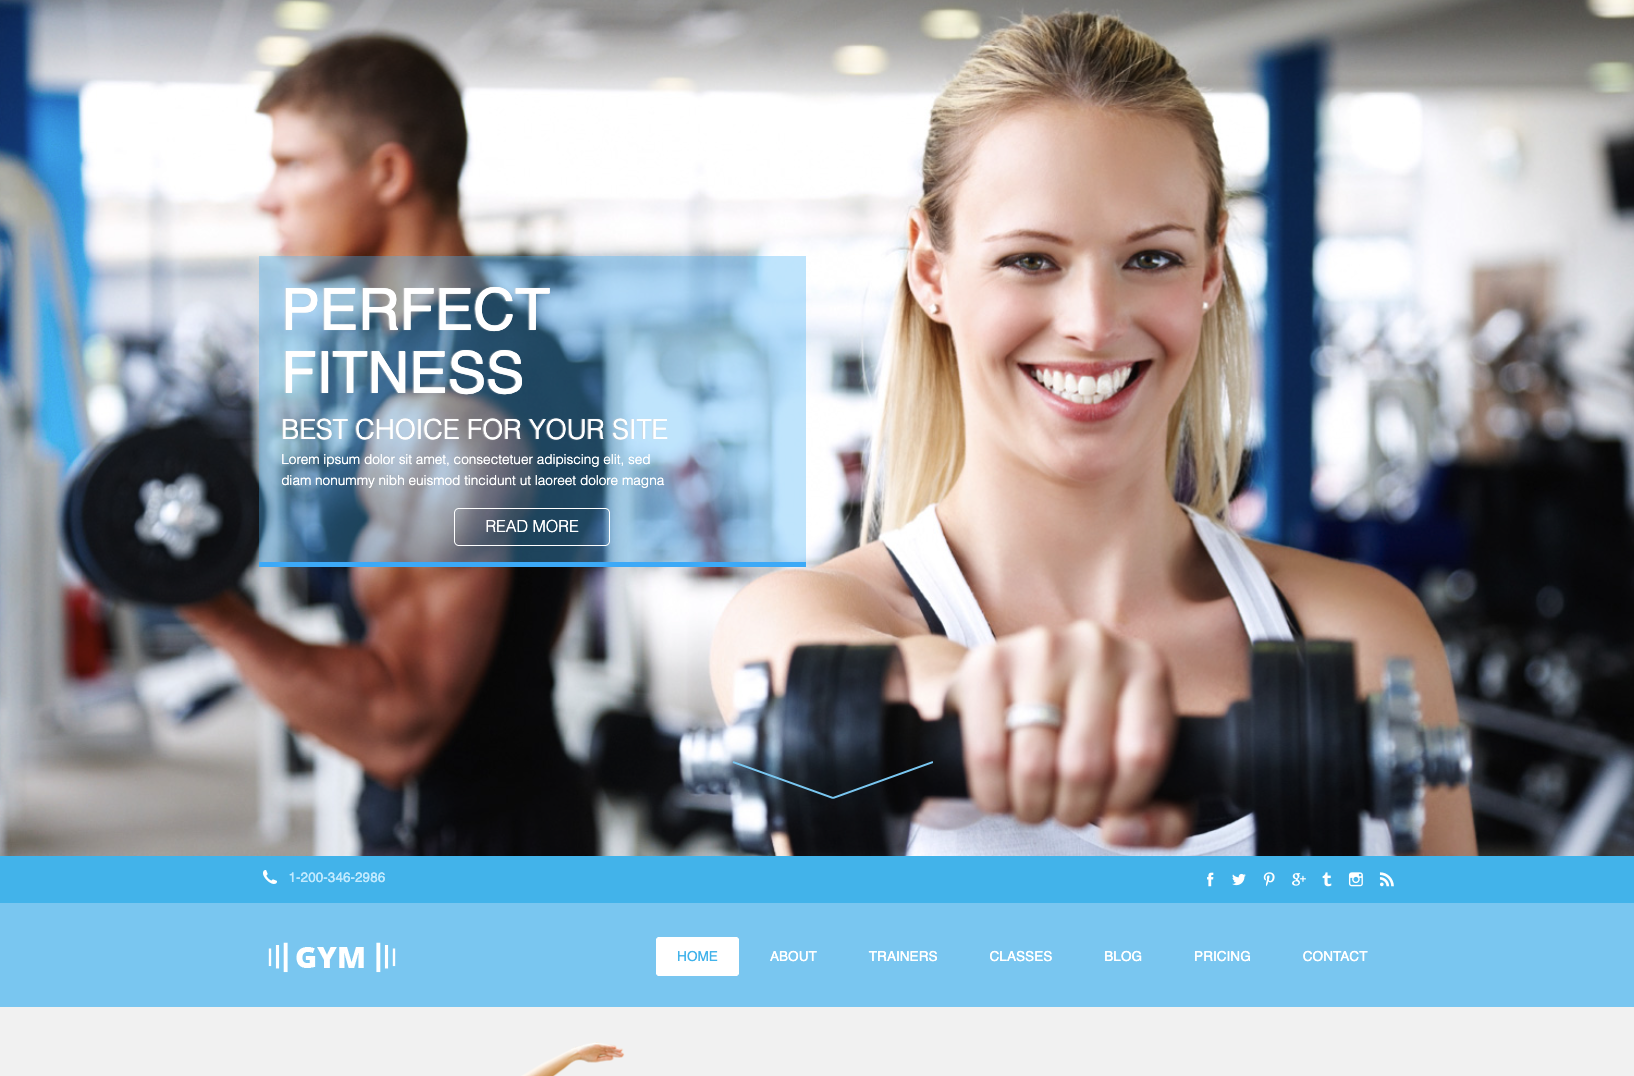 PERFECT
FITNESS
BEST CHOICE FOR YOUR SITE
Lorem ipsum dolor sit amet, consectetuer adipiscing elit, sed
diam nonummy nibh euismod tincidunt ut laoreet dolore magna
READ MORE
1-200-346-2986
GYM
HOME ABOUT TRAINERS CLASSES BLOG PRICING CONTACT